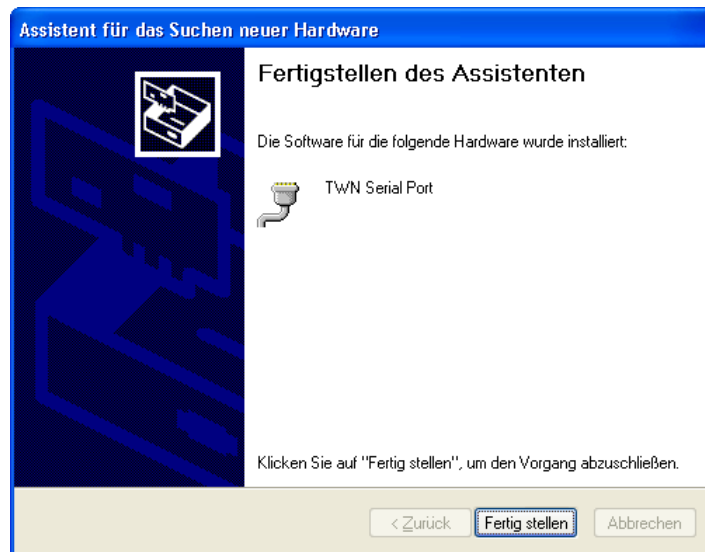 Assistent für das Suchen neuer Hardware
Fertigstellen des Assistenten
Die Software für die folgende Hardware wurde installiert:
TWN Serial Port
Klicken Sie auf "Fertig stellen", um den Vorgang abzuschließen.
< Zurück Fertig stellen Abbrechen